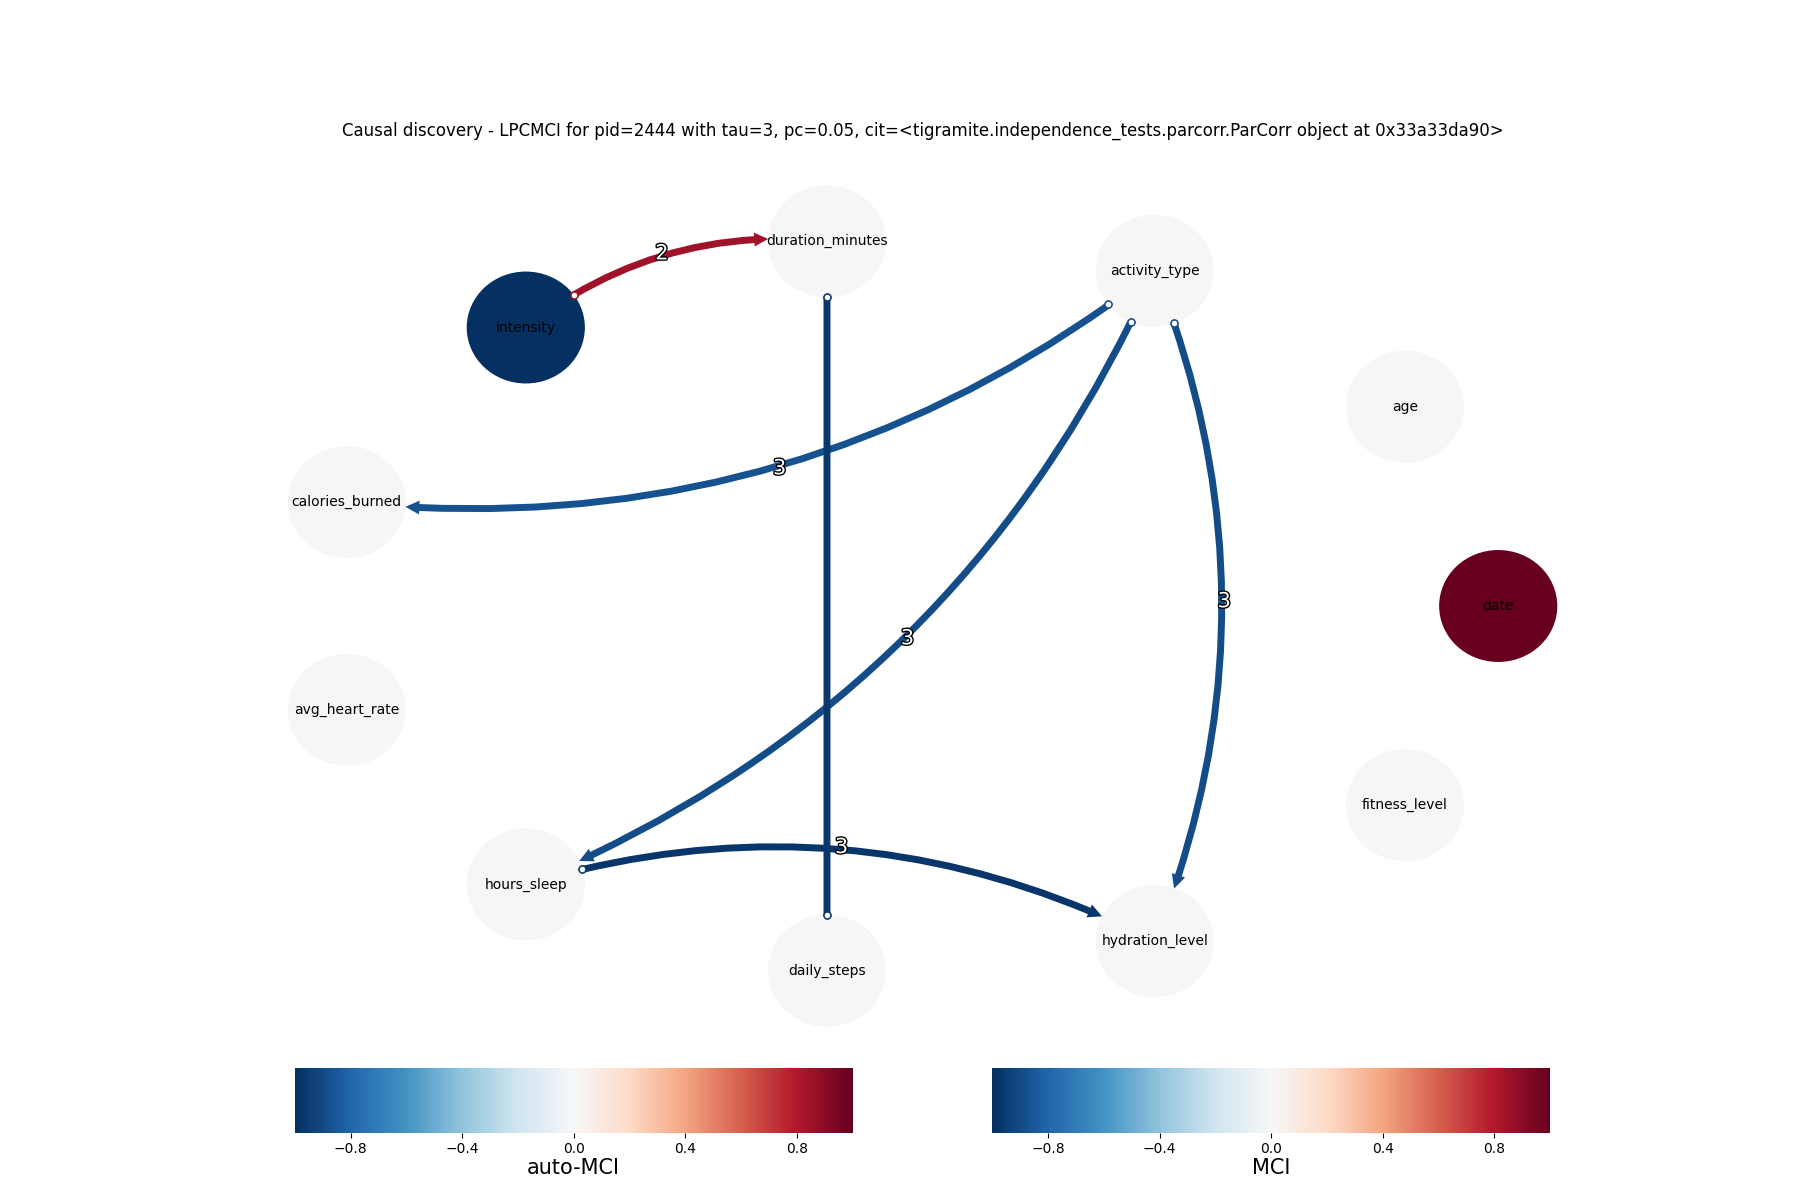 Causal discovery - LPCMCI for pid=2444 with tau=3, pc=0.05, cit=<tigramite.independence_tests.parcorr.ParCorr object at 0x33a33da90>
duration_minutes
2
activity_type
intensity
age
3
calories_burned
3
date
3
avg_heart_rate
fitness_level
3
hours_sleep
hydration_level
daily_steps
−0.8 −0.4 0.0 0.4 0.8
auto-MCI
−0.8 −0.4 0.0 0.4 0.8
MCI